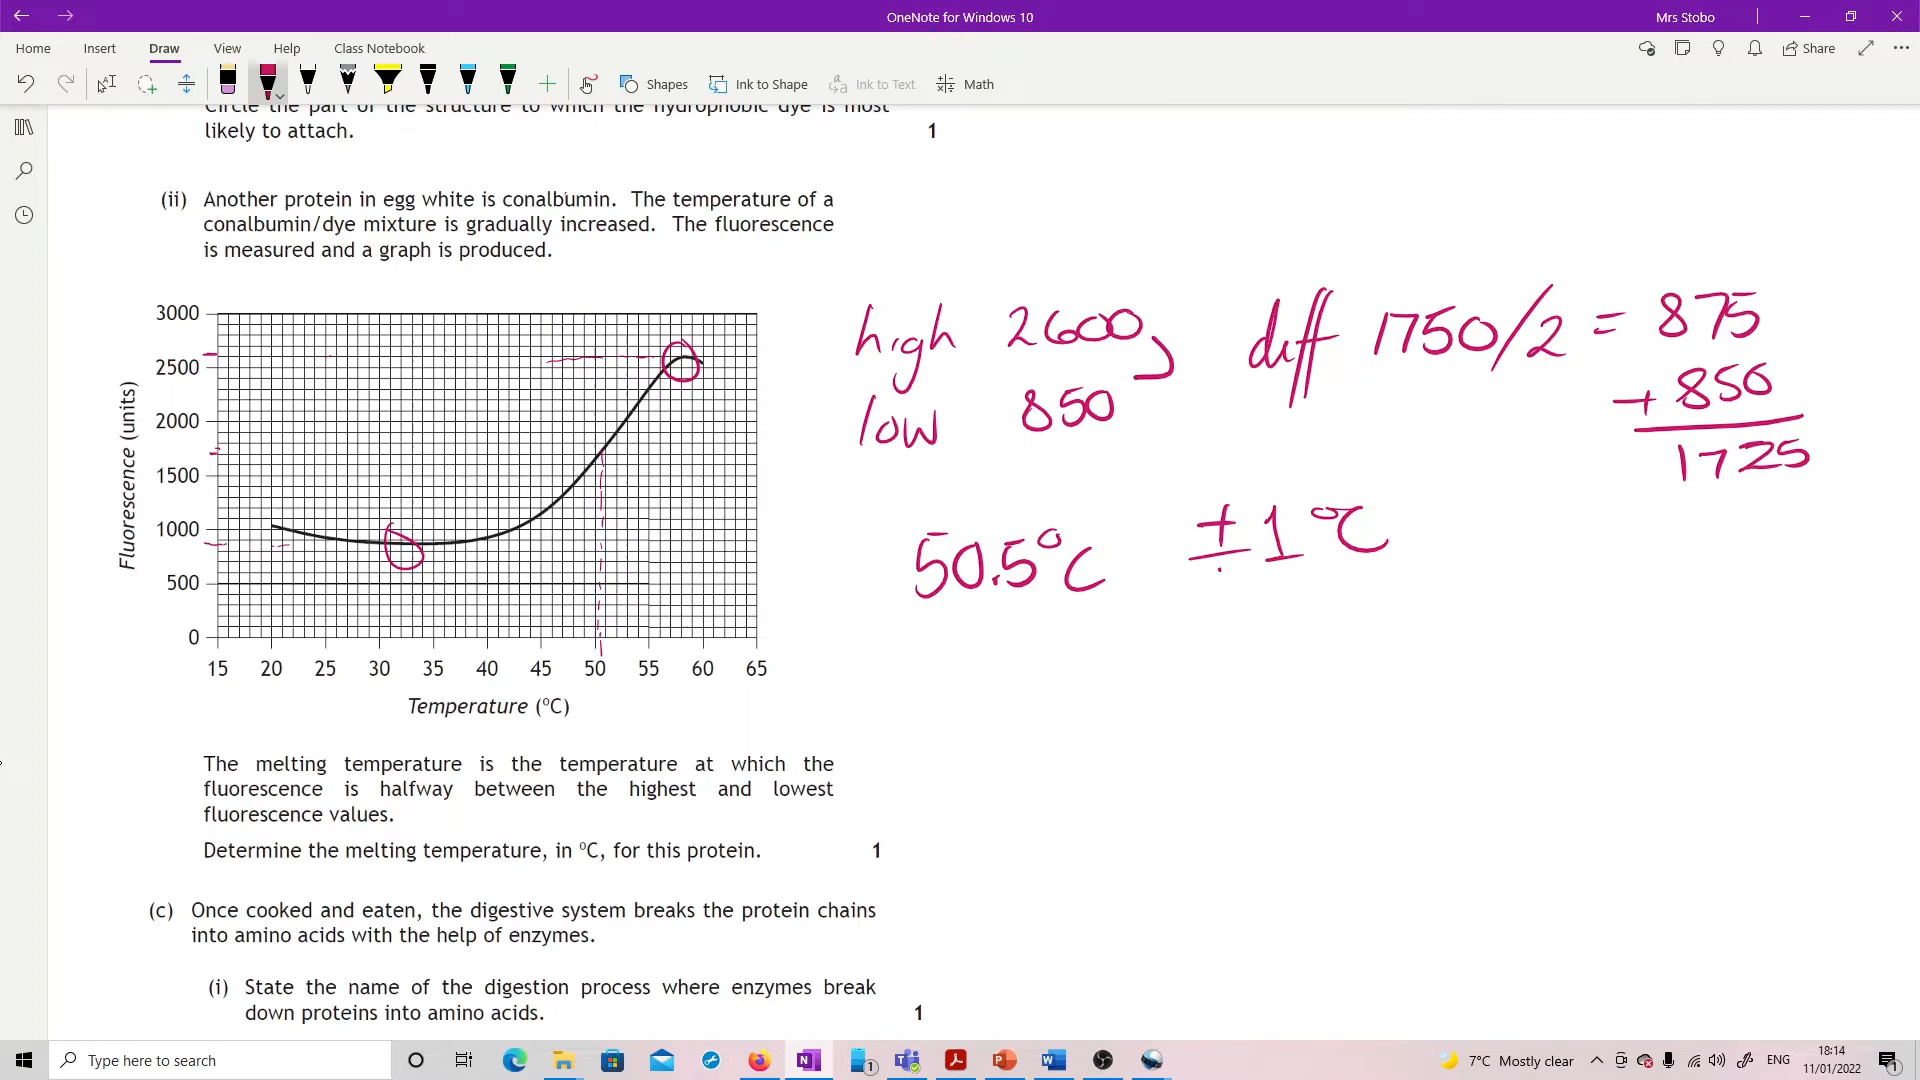 OneNote for Windows 10
Mrs Stobo
Home Insert Draw View Help Class Notebook
Share
Shapes Ink to Shape Ink to Text Math
Circle the part of the structure to which the hydrophobic dye is most
likely to attach. 1
(ii) Another protein in egg white is conalbumin. The temperature of a
conalbumin/dye mixture is gradually increased. The fluorescence
is measured and a graph is produced.
3000
2500
2000
1500
1000
500
0
Fluorescence (units)
15 20 25 30 35 40 45 50 55 60 65
Temperature (°C)
high 2600
low 850
diff 1750/2 = 875
+ 850
1725
50.5°C ± 1°C
The melting temperature is the temperature at which the
fluorescence is halfway between the highest and lowest
fluorescence values.
Determine the melting temperature, in °C, for this protein. 1
(c) Once cooked and eaten, the digestive system breaks the protein chains
into amino acids with the help of enzymes.
(i) State the name of the digestion process where enzymes break
down proteins into amino acids. 1
Type here to search
7°C Mostly clear
ENG
18:14
11/01/2022